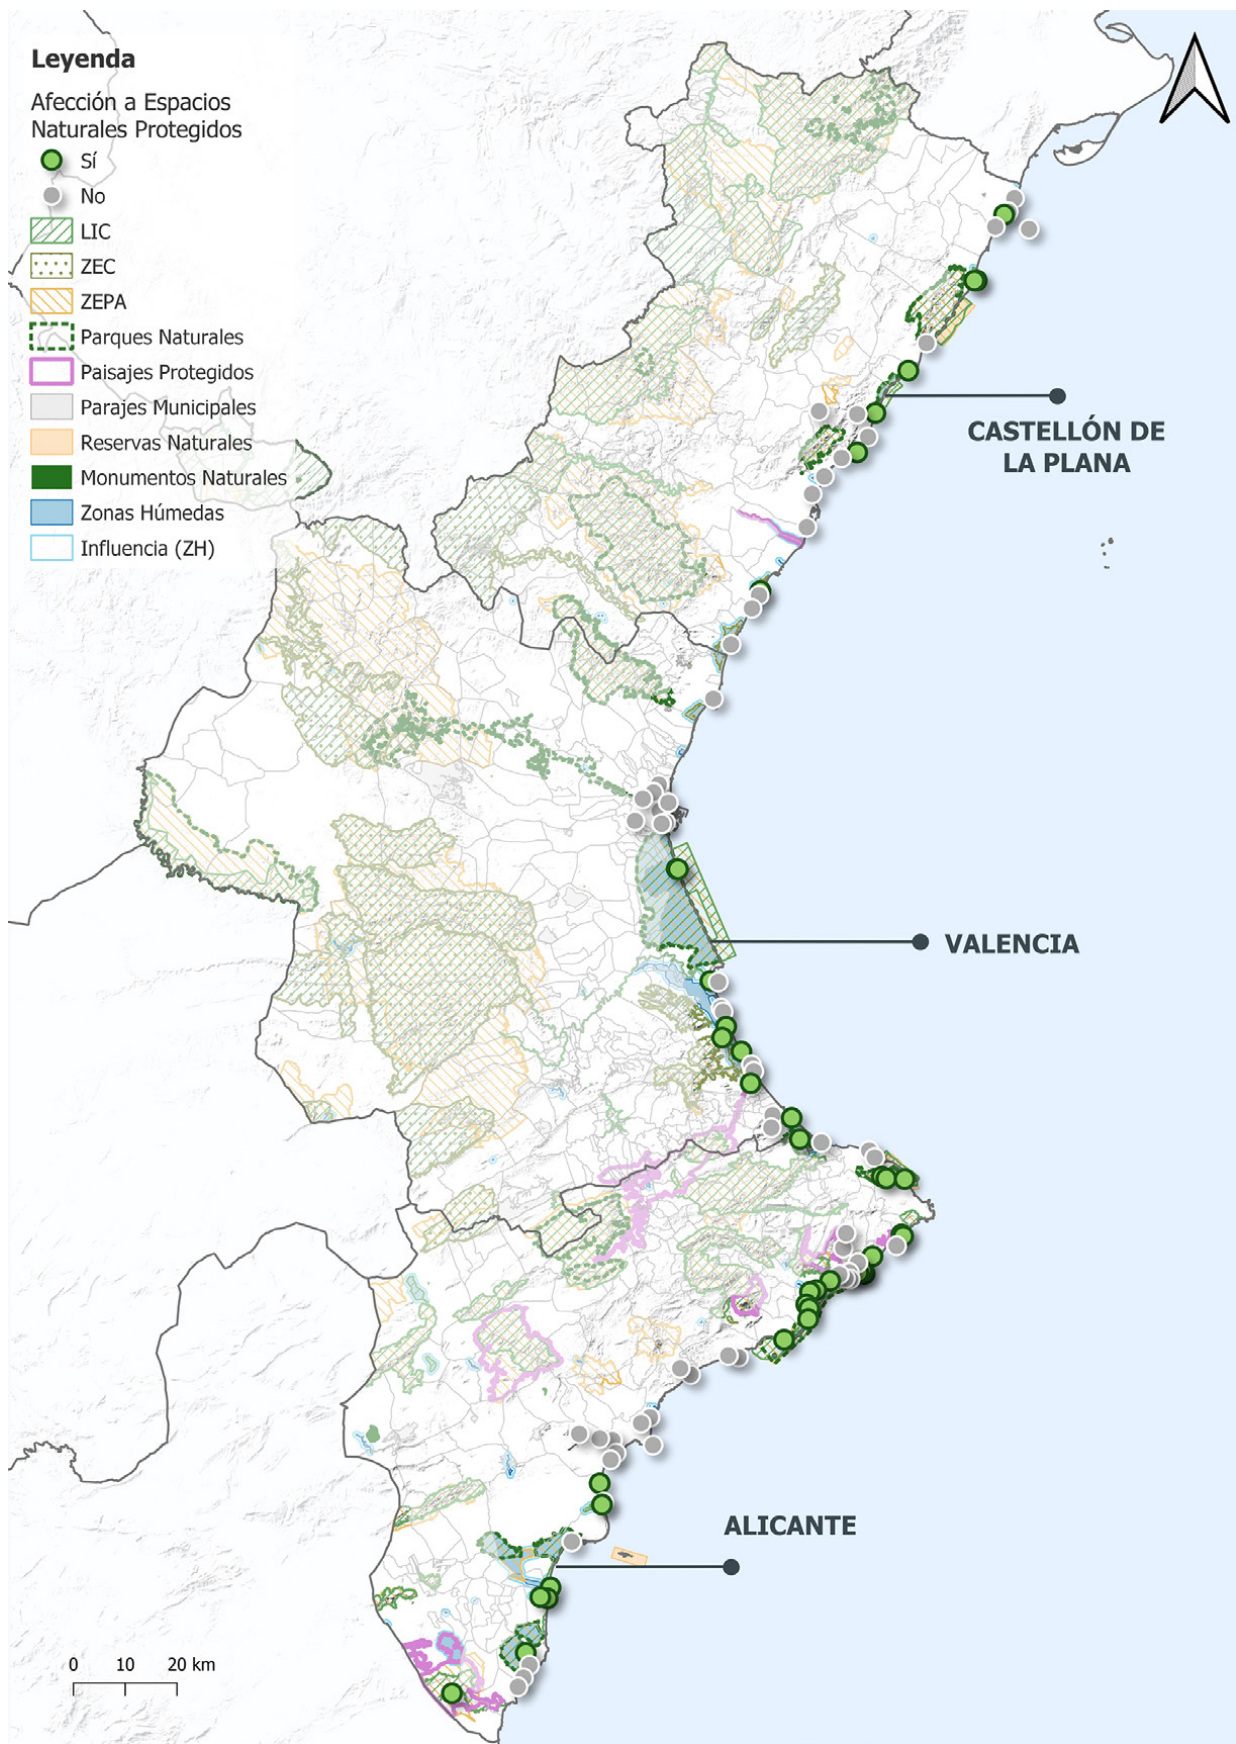 Leyenda
Afección a Espacios
Naturales Protegidos
Sí
No
LIC
ZEC
ZEPA
Parques Naturales
Paisajes Protegidos
Parajes Municipales
Reservas Naturales
Monumentos Naturales
Zonas Húmedas
Influencia (ZH)
CASTELLÓN DE
LA PLANA
VALENCIA
ALICANTE
0 10 20 km